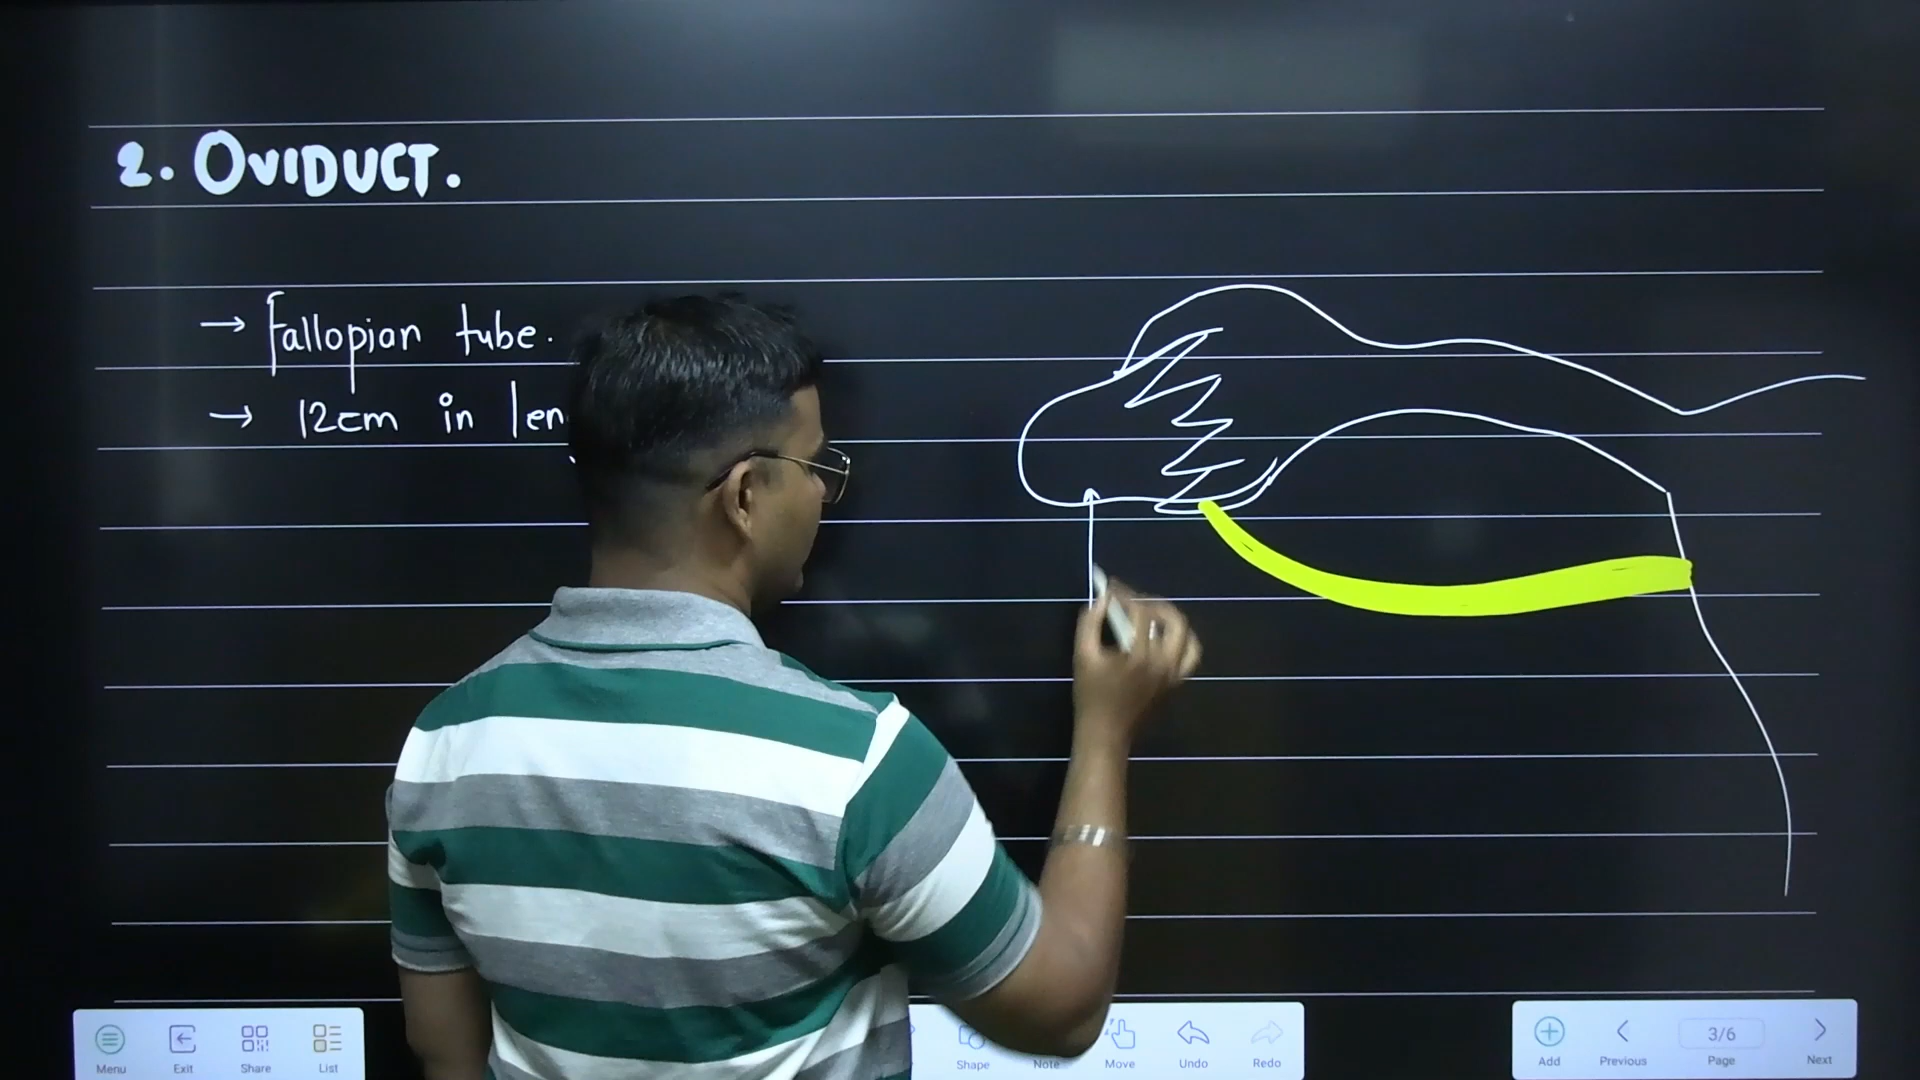 2. OVIDUCT.
→ Fallopian tube.
→ 12cm in len
Menu Exit Share List
Shape Note Move Undo Redo
Add Previous 3/6 Page Next